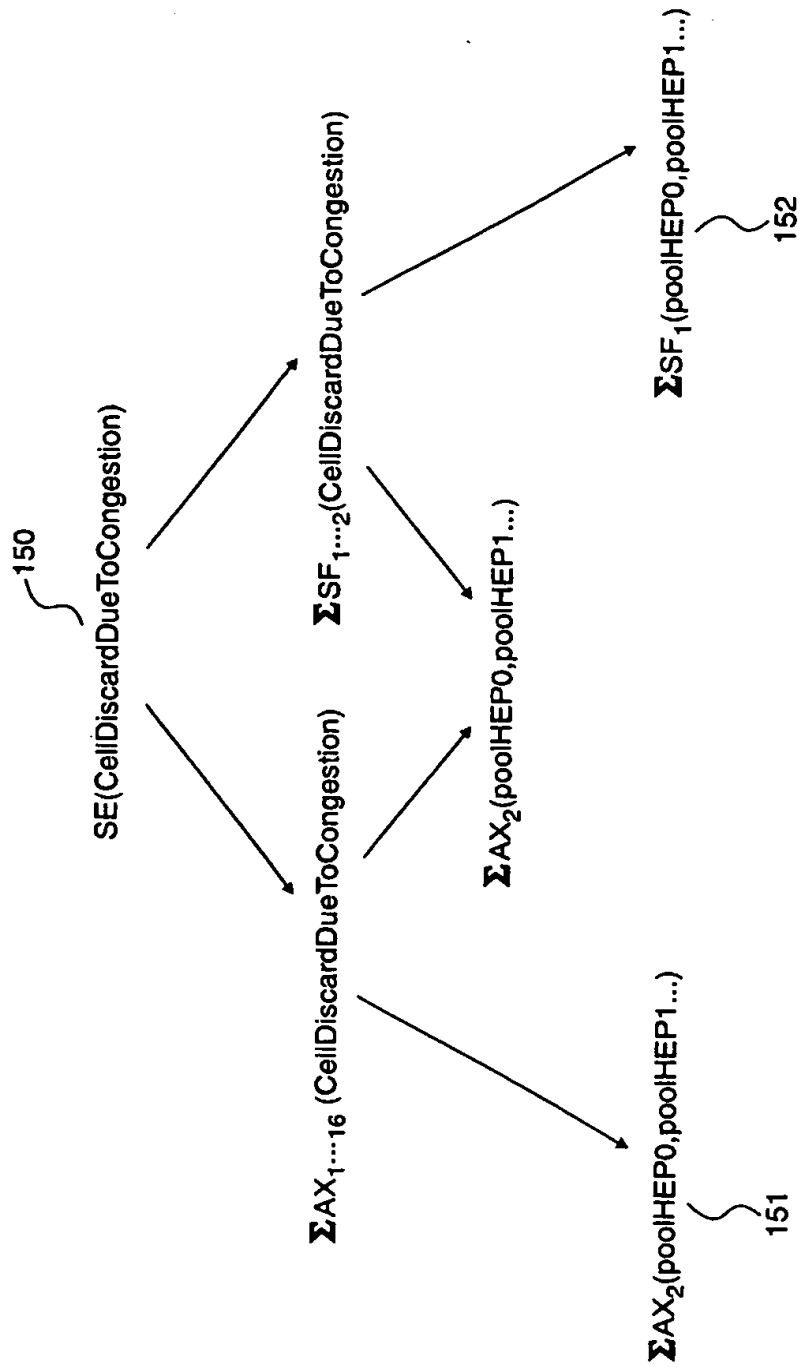 150
SE(CellDiscardDueToCongestion)
ΣAX₁...₁₆ (CellDiscardDueToCongestion)
ΣSF₁...₂(CellDiscardDueToCongestion)
ΣAX₂(poolHEP0,poolHEP1...)
ΣAX₂(poolHEP0,poolHEP1...)
151
ΣSF₁(poolHEP0,poolHEP1...)
152